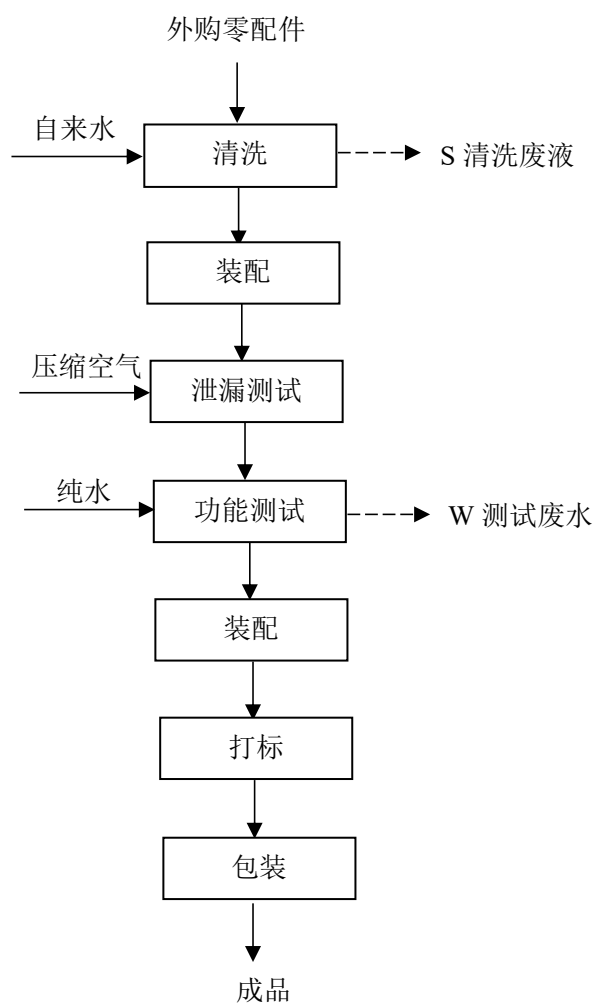 外购零配件
自来水
清洗
S 清洗废液
装配
压缩空气
泄漏测试
纯水
功能测试
W 测试废水
装配
打标
包装
成品